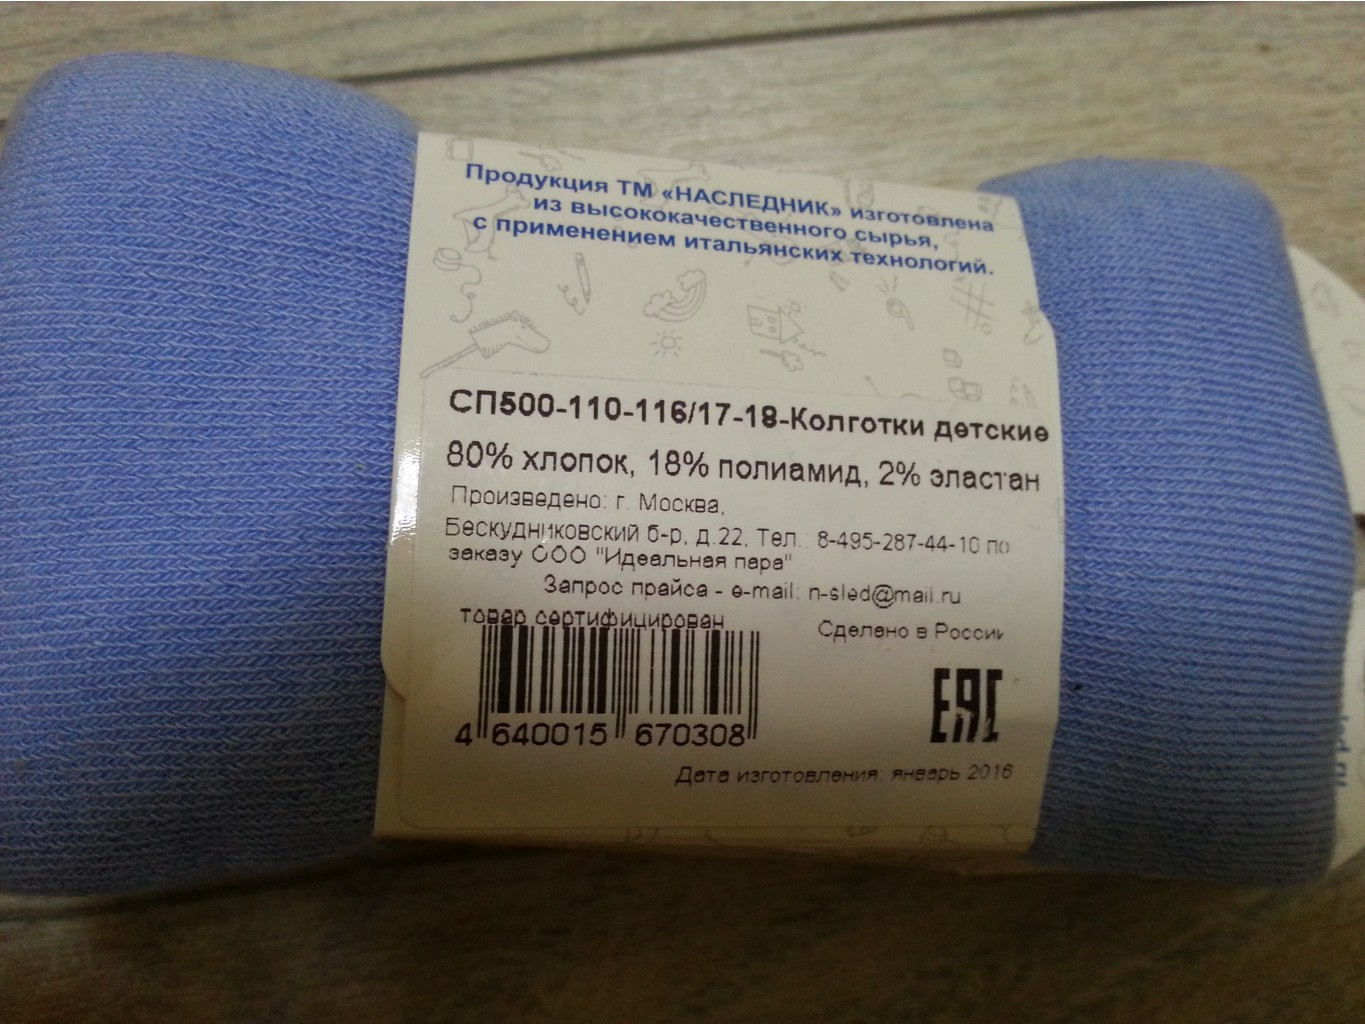 Продукция ТМ «НАСЛЕДНИК» изготовлена
из высококачественного сырья,
с применением итальянских технологий.
СП500-110-116/17-18-Колготки детские
80% хлопок, 18% полиамид, 2% эластан
Произведено: г. Москва,
Бескудниковский б-р, д.22, Тел.: 8-495-287-44-10 по
заказу ООО "Идеальная пара"
Запрос прайса - e-mail: n-sled@mail.ru
товар сертифицирован
Сделано в России
EAC
4 640015 670308
Дата изготовления: январь 2016